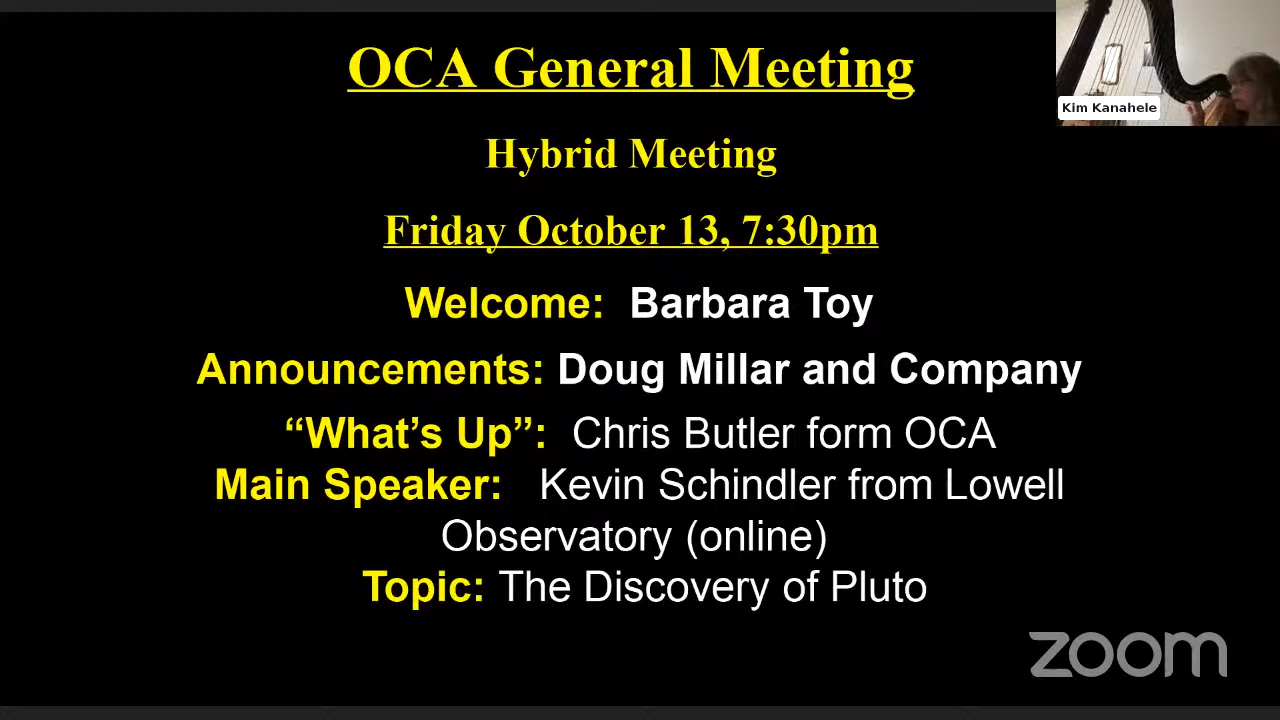 OCA General Meeting
Kim Kanahele
Hybrid Meeting
Friday October 13, 7:30pm
Welcome: Barbara Toy
Announcements: Doug Millar and Company
“What’s Up”: Chris Butler form OCA
Main Speaker: Kevin Schindler from Lowell
Observatory (online)
Topic: The Discovery of Pluto
zoom